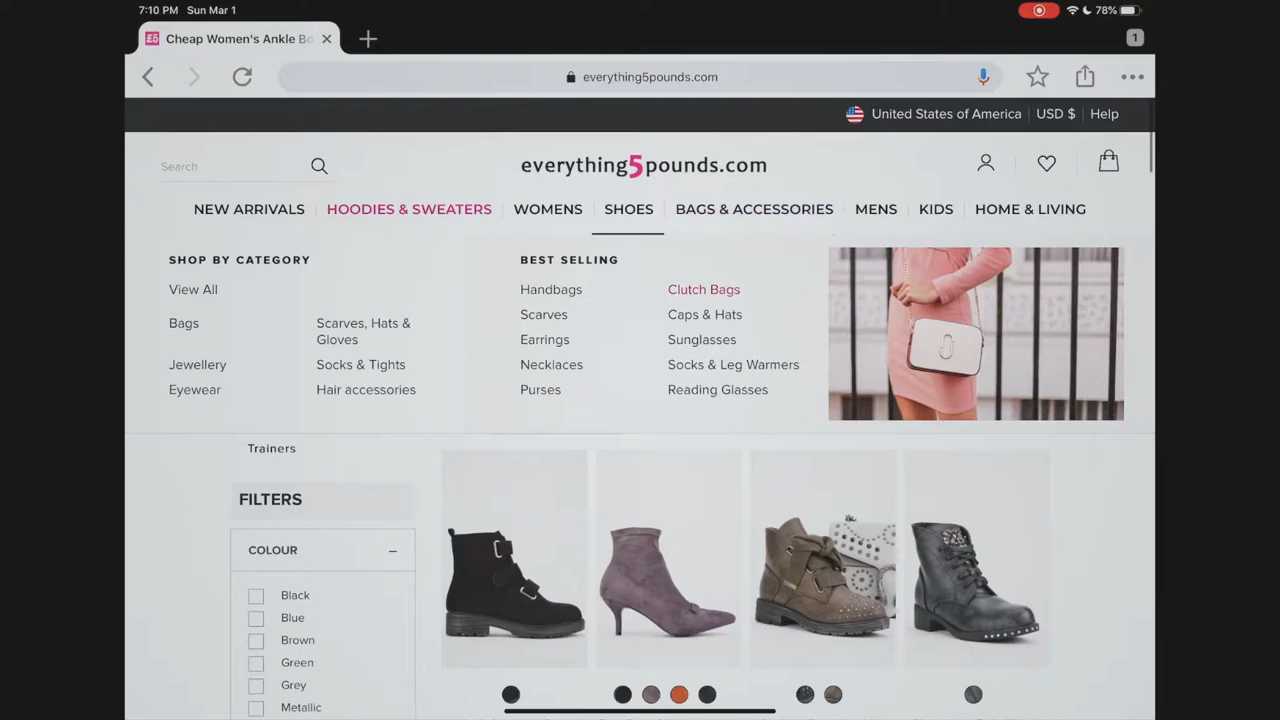 7:10 PM Sun Mar 1
78%
£5 Cheap Women's Ankle Bo
1
everything5pounds.com
United States of America USD $ Help
Search
everything5pounds.com
NEW ARRIVALS HOODIES & SWEATERS WOMENS SHOES BAGS & ACCESSORIES MENS KIDS HOME & LIVING
SHOP BY CATEGORY
View All
Bags
Jewellery
Eyewear
Scarves, Hats &
Gloves
Socks & Tights
Hair accessories
BEST SELLING
Handbags
Scarves
Earrings
Necklaces
Purses
Clutch Bags
Caps & Hats
Sunglasses
Socks & Leg Warmers
Reading Glasses
Trainers
FILTERS
COLOUR
Black
Blue
Brown
Green
Grey
Metallic